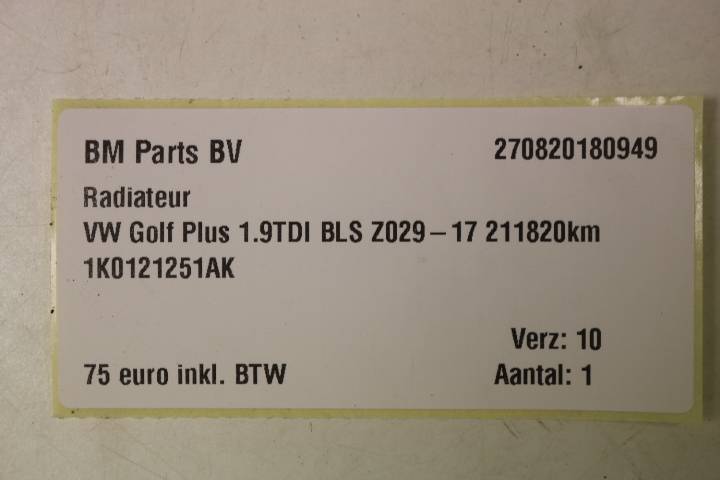 BM Parts BV 270820180949
Radiateur
VW Golf Plus 1.9TDI BLS Z029–17 211820km
1K0121251AK
Verz: 10
75 euro inkl. BTW Aantal: 1